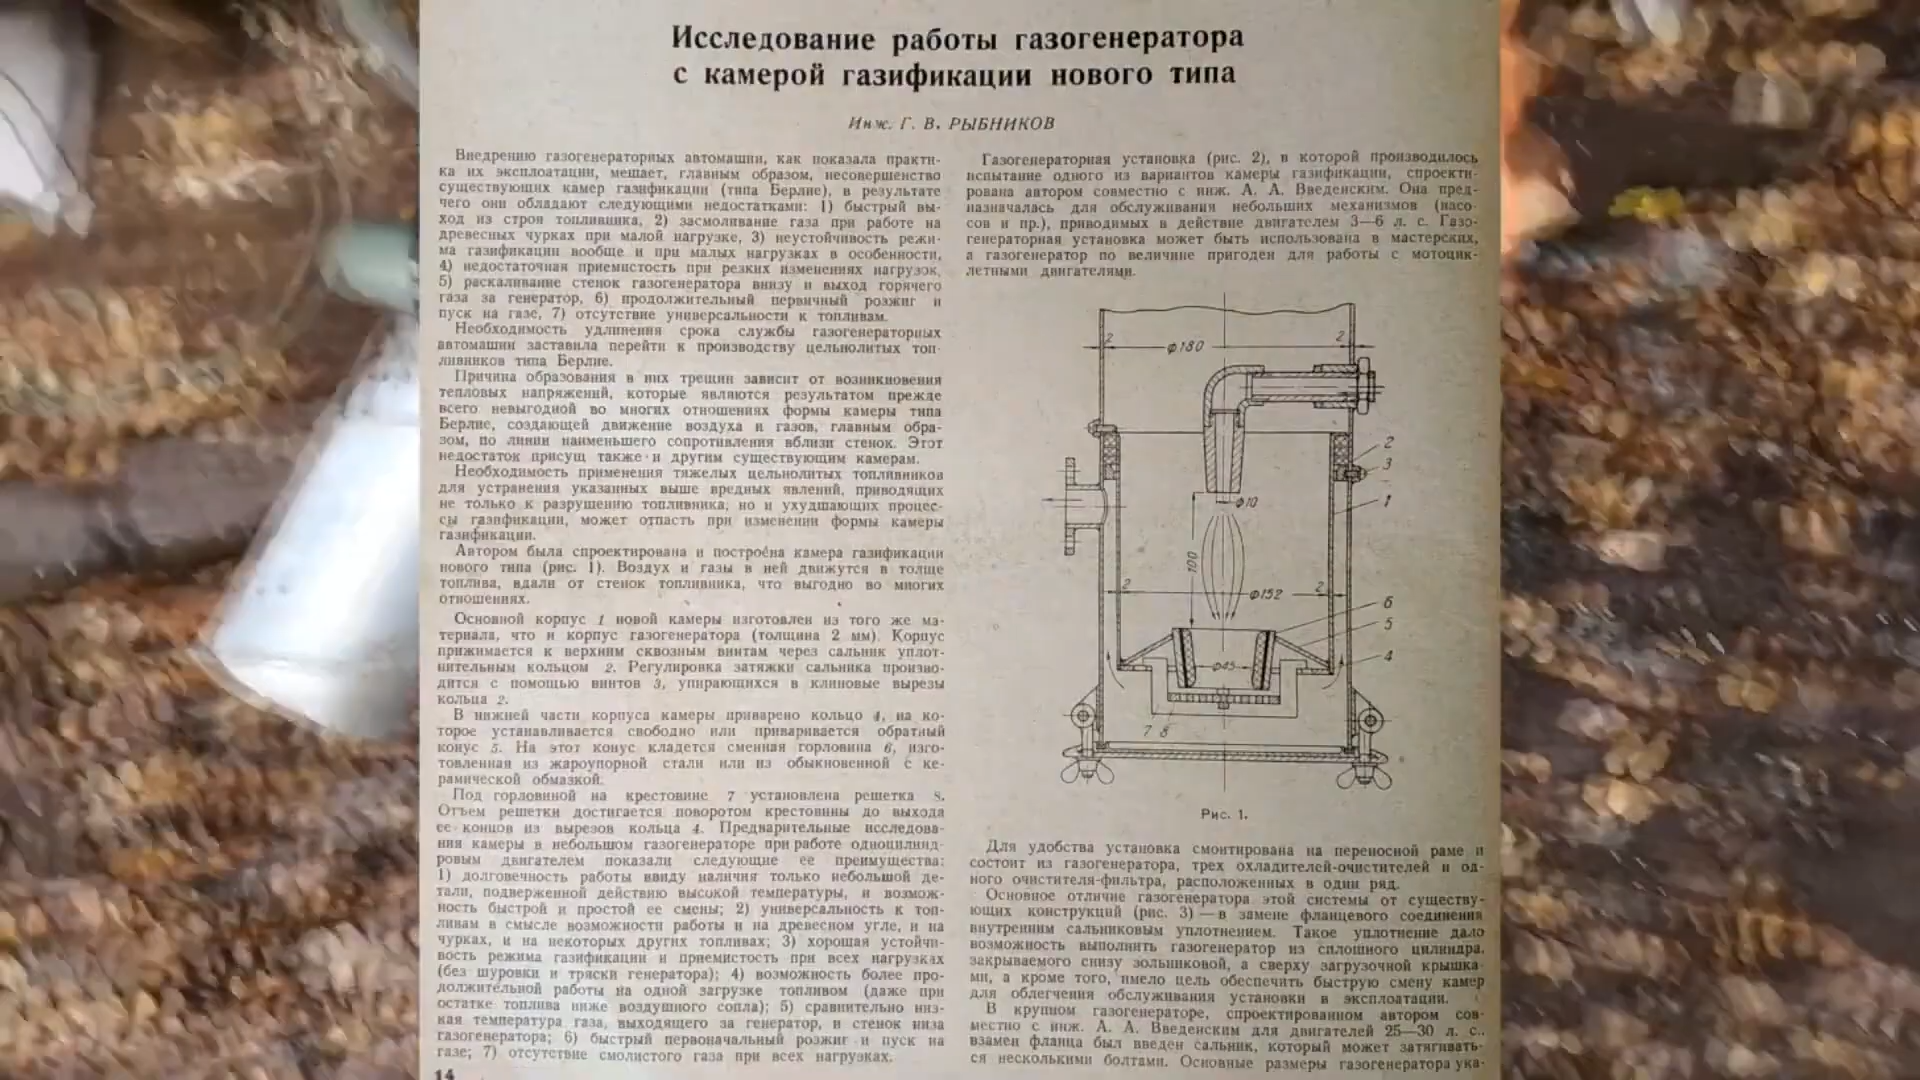 Исследование работы газогенератора
с камерой газификации нового типа
Инж. Г. В. РЫБНИКОВ
Внедрению газогенераторных автомашин, как показала практи-
ка их эксплоатации, мешает, главным образом, несовершенство
существующих камер газификации (типа Берлие), в результате
чего они обладают следующими недостатками: 1) быстрый вы-
ход из строя топливника, 2) засмоливание газа при работе на
древесных чурках при малой нагрузке, 3) неустойчивость режи-
ма газификации вообще и при малых нагрузках в особенности,
4) недостаточная приемистость при резких изменениях нагрузок,
5) раскаливание стенок газогенератора внизу и выход горячего
газа за генератор, 6) продолжительный первичный розжиг и
пуск на газе, 7) отсутствие универсальности к топливам.
Необходимость удлинения срока службы газогенераторных
автомашин заставила перейти к производству цельнолитых топ-
ливников типа Берлие.
Причина образования в них трещин зависит от возникновения
тепловых напряжений, которые являются результатом прежде
всего невыгодной во многих отношениях формы камеры типа
Берлие, создающей движение воздуха и газов, главным обра-
зом, по линии наименьшего сопротивления вблизи стенок. Этот
недостаток присущ также и другим существующим камерам.
Необходимость применения тяжелых цельнолитых топливников
для устранения указанных выше вредных явлений, приводящих
не только к разрушению топливника, но и ухудшающих процес-
сы газификации, может отпасть при изменении формы камеры
газификации.
Автором была спроектирована и построена камера газификации
нового типа (рис. 1). Воздух и газы в ней движутся в толще
топлива, вдали от стенок топливника, что выгодно во многих
отношениях.
Основной корпус 1 новой камеры изготовлен из того же ма-
териала, что и корпус газогенератора (толщина 2 мм). Корпус
прижимается к верхним сквозным винтам через сальник уплот-
нительным кольцом 2. Регулировка затяжки сальника произво-
дится с помощью винтов 3, упирающихся в клиновые вырезы
кольца 2.
В нижней части корпуса камеры приварено кольцо 4, на ко-
торое устанавливается свободно или приваривается обратный
конус 5. На этот конус кладется сменная горловина 6, изго-
товленная из жароупорной стали или из обыкновенной с ке-
рамической обмазкой.
Под горловиной на крестовине 7 установлена решетка 8.
Отъем решетки достигается поворотом крестовины до выхода
ее концов из вырезов кольца 4. Предварительные исследова-
ния камеры в небольшом газогенераторе при работе одноцилинд-
ровым двигателем показали следующие ее преимущества:
1) долговечность работы ввиду наличия только небольшой де-
тали, подверженной действию высокой температуры, и возмож-
ность быстрой и простой ее смены; 2) универсальность к топ-
ливам в смысле возможности работы и на древесном угле, и на
чурках, и на некоторых других топливах; 3) хорошая устойчи-
вость режима газификации и приемистость при всех нагрузках
(без шуровки и тряски генератора); 4) возможность более про-
должительной работы на одной загрузке топливом (даже при
остатке топлива ниже воздушного сопла); 5) сравнительно низ-
кая температура газа, выходящего за генератор, и стенок низа
газогенератора; 6) быстрый первоначальный розжиг и пуск на
газе; 7) отсутствие смолистого газа при всех нагрузках.
14
Газогенераторная установка (рис. 2), в которой производилось
испытание одного из вариантов камеры газификации, спроекти-
рована автором совместно с инж. А. А. Введенским. Она пред-
назначалась для обслуживания небольших механизмов (насо-
сов и пр.), приводимых в действие двигателем 3—6 л. с. Газо-
генераторная установка может быть использована в мастерских,
а газогенератор по величине пригоден для работы с мотоцик-
летными двигателями.
2 ф180 2
2
3
ф10
1
100
2 ф152 2
6
5
ф45
4
7 8
Рис. 1.
Для удобства установка смонтирована на переносной раме и
состоит из газогенератора, трех охладителей-очистителей и од-
ного очистителя-фильтра, расположенных в один ряд.
Основное отличие газогенератора этой системы от существу-
ющих конструкций (рис. 3) — в замене фланцевого соединения
внутренним сальниковым уплотнением. Такое уплотнение дало
возможность выполнить газогенератор из сплошного цилиндра,
закрываемого снизу зольниковой, а сверху загрузочной крышка-
ми, а кроме того, имело цель обеспечить быструю смену камер
для облегчения обслуживания установки в эксплоатации.
В крупном газогенераторе, спроектированном автором сов-
местно с инж. А. А. Введенским для двигателей 25—30 л. с.,
взамен фланца был введен сальник, который может затягивать-
ся несколькими болтами. Основные размеры газогенератора ука-